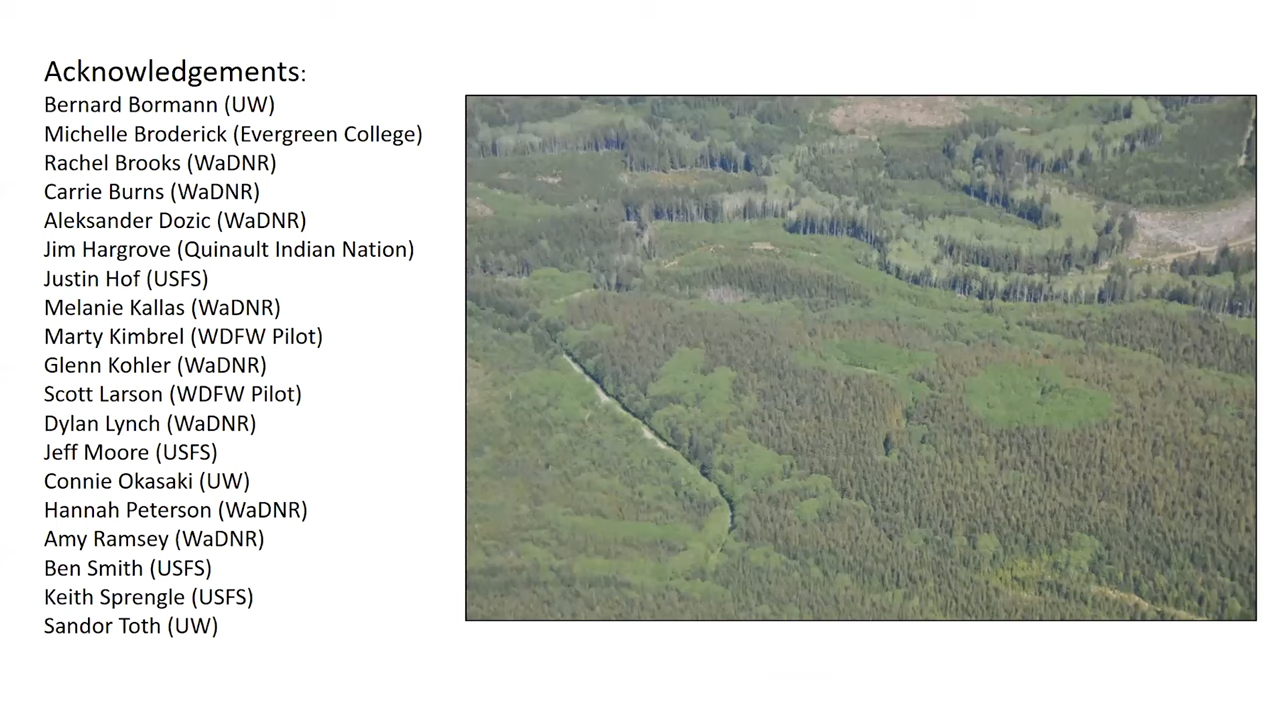 Acknowledgements:
Bernard Bormann (UW)
Michelle Broderick (Evergreen College)
Rachel Brooks (WaDNR)
Carrie Burns (WaDNR)
Aleksander Dozic (WaDNR)
Jim Hargrove (Quinault Indian Nation)
Justin Hof (USFS)
Melanie Kallas (WaDNR)
Marty Kimbrel (WDFW Pilot)
Glenn Kohler (WaDNR)
Scott Larson (WDFW Pilot)
Dylan Lynch (WaDNR)
Jeff Moore (USFS)
Connie Okasaki (UW)
Hannah Peterson (WaDNR)
Amy Ramsey (WaDNR)
Ben Smith (USFS)
Keith Sprengle (USFS)
Sandor Toth (UW)